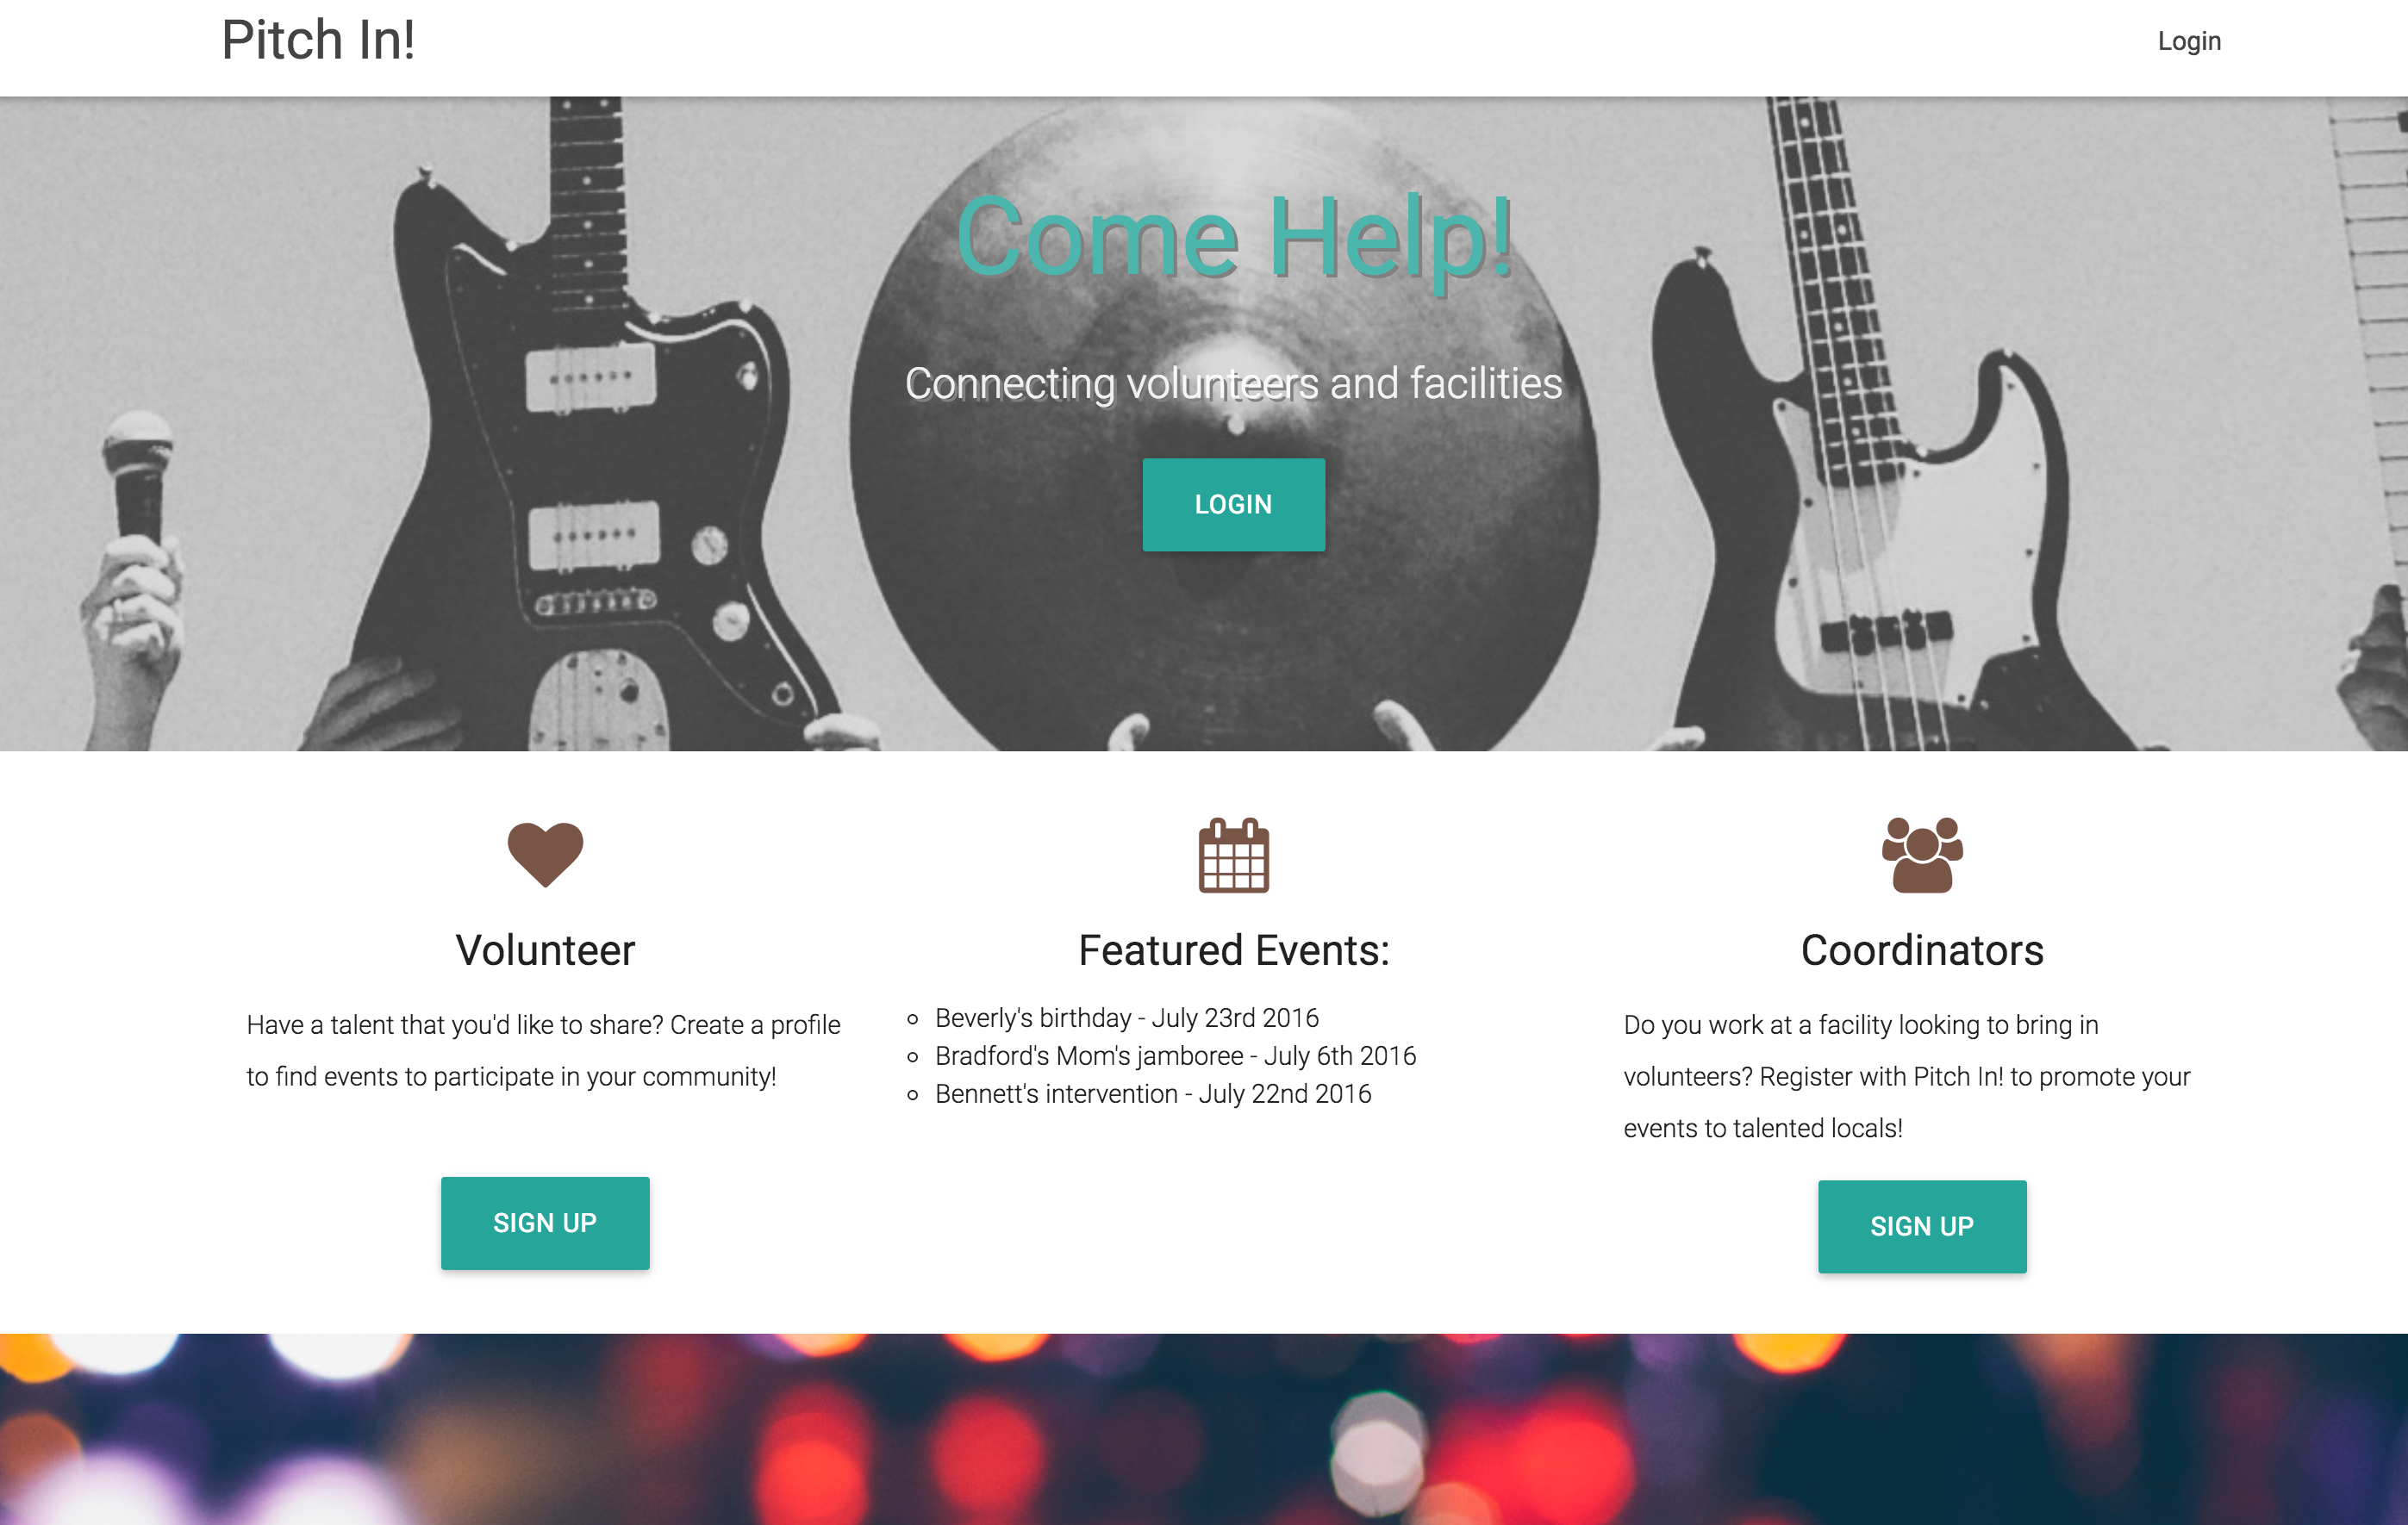 Pitch In!
Login
Come Help!
Connecting volunteers and facilities
LOGIN
Volunteer
Have a talent that you'd like to share? Create a profile
to find events to participate in your community!
SIGN UP
Featured Events:
Beverly's birthday - July 23rd 2016
Bradford's Mom's jamboree - July 6th 2016
Bennett's intervention - July 22nd 2016
Coordinators
Do you work at a facility looking to bring in
volunteers? Register with Pitch In! to promote your
events to talented locals!
SIGN UP